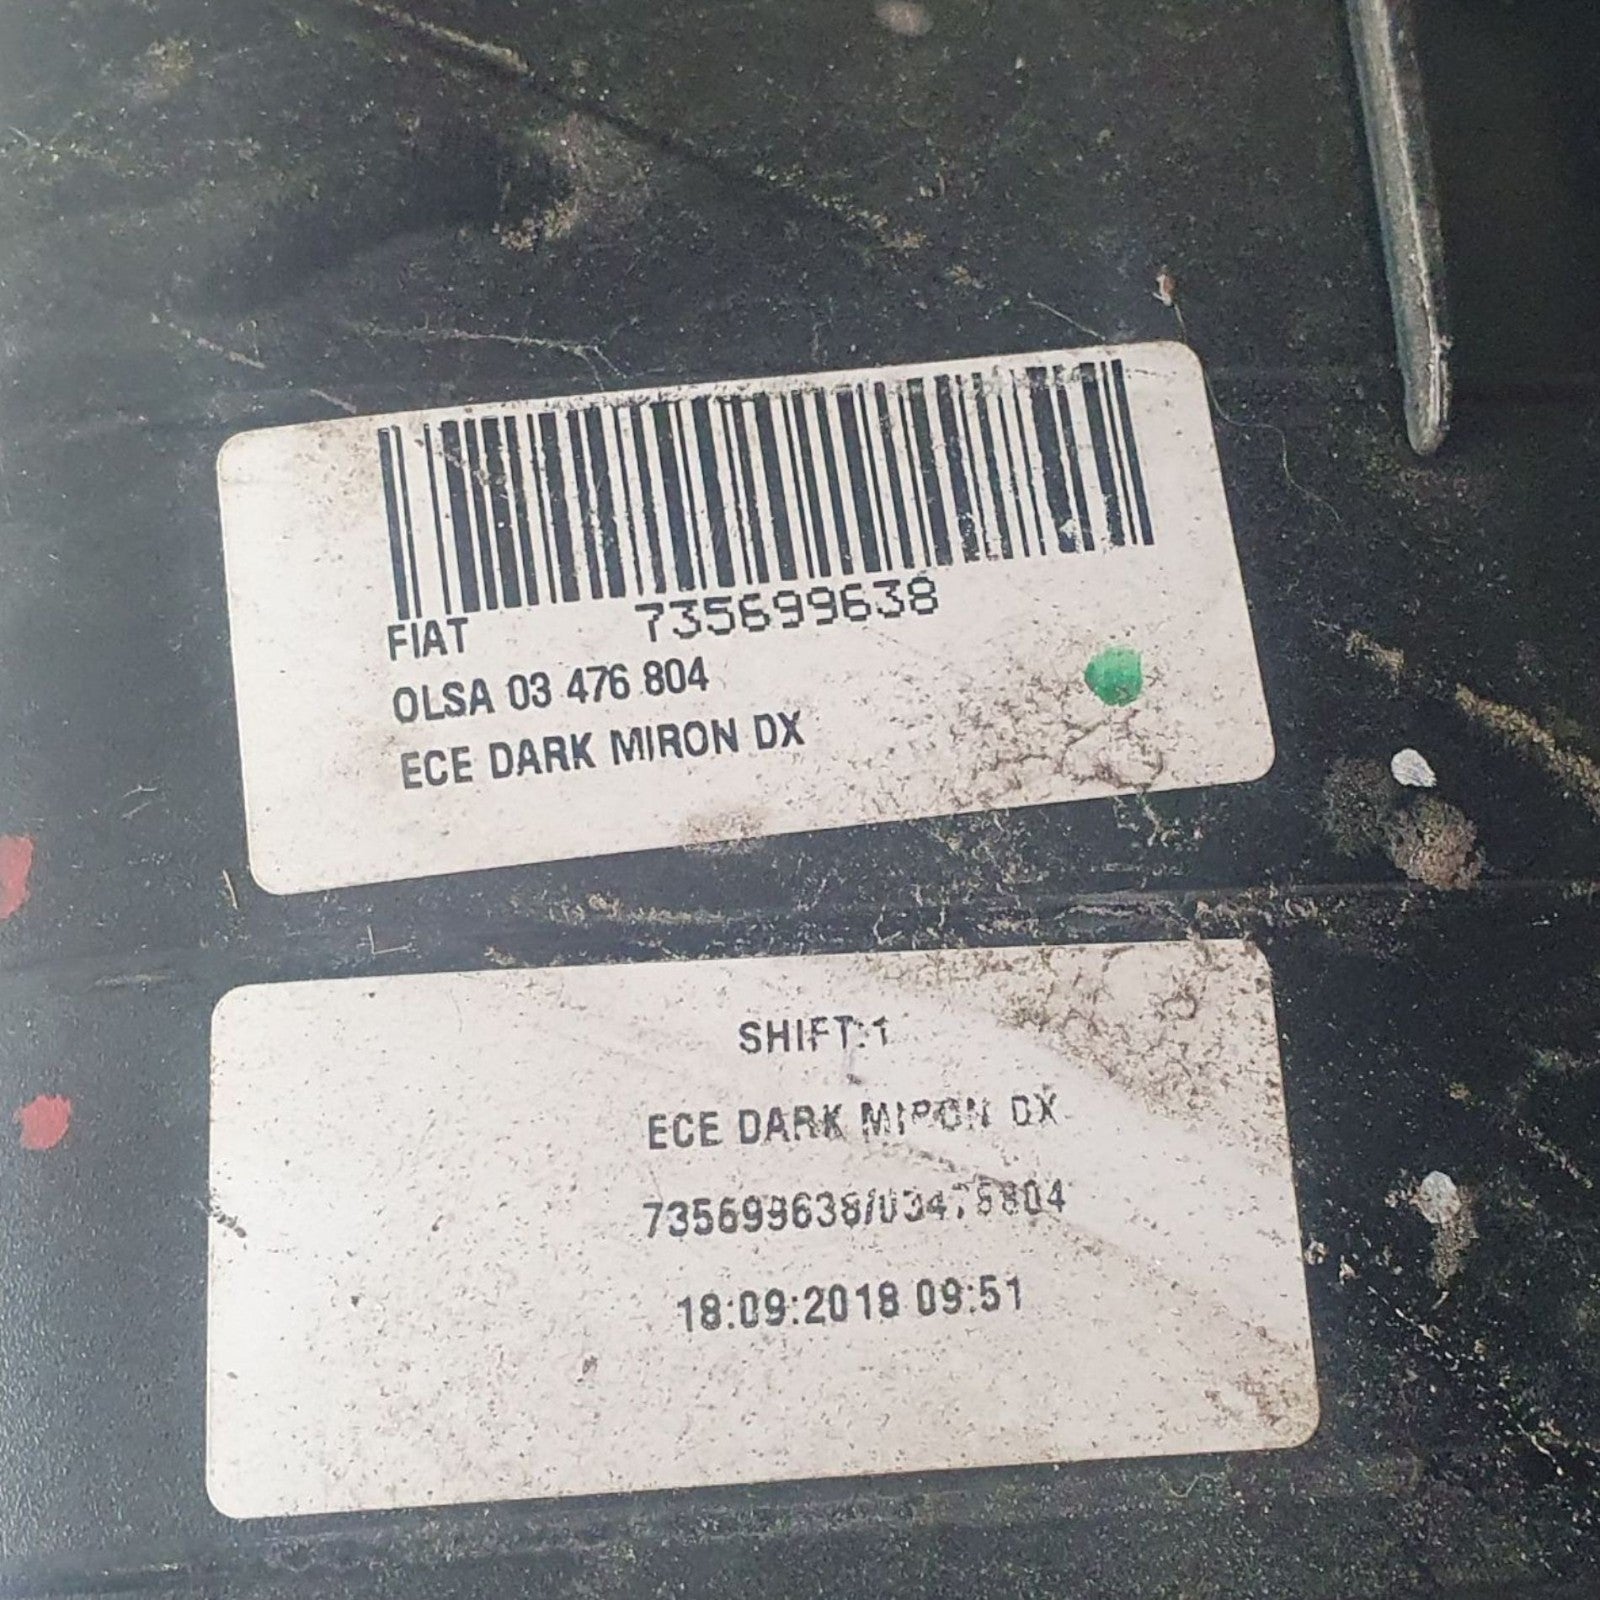 FIAT 735699638
OLSA 03 476 804
ECE DARK MIRON DX
SHIFT:1
ECE DARK MIRON DX
735699638/03476804
18:09:2018 09:51